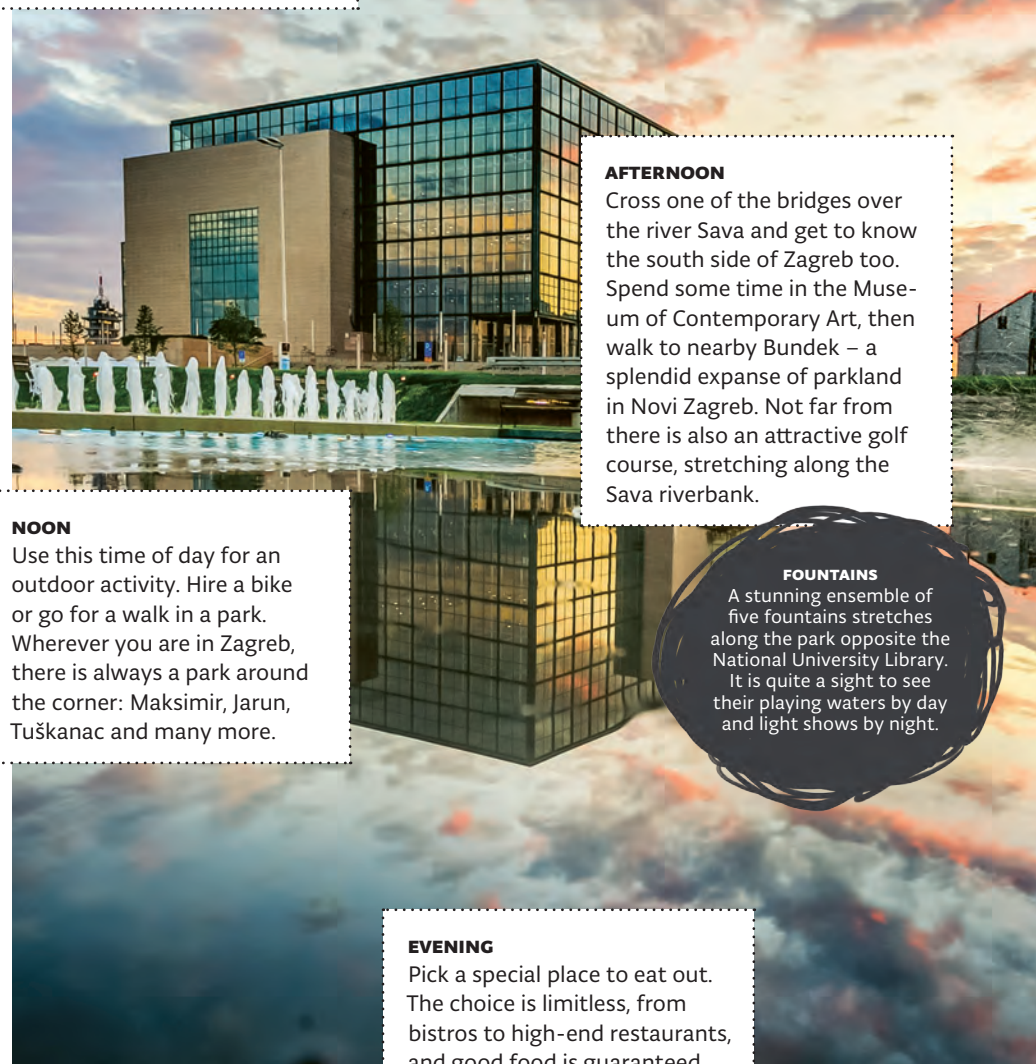 NOON
Use this time of day for an
outdoor activity. Hire a bike
or go for a walk in a park.
Wherever you are in Zagreb,
there is always a park around
the corner: Maksimir, Jarun,
Tuškanac and many more.
AFTERNOON
Cross one of the bridges over
the river Sava and get to know
the south side of Zagreb too.
Spend some time in the Muse-
um of Contemporary Art, then
walk to nearby Bundek – a
splendid expanse of parkland
in Novi Zagreb. Not far from
there is also an attractive golf
course, stretching along the
Sava riverbank.
FOUNTAINS
A stunning ensemble of
five fountains stretches
along the park opposite the
National University Library.
It is quite a sight to see
their playing waters by day
and light shows by night.
EVENING
Pick a special place to eat out.
The choice is limitless, from
bistros to high-end restaurants,
and good food is guaranteed